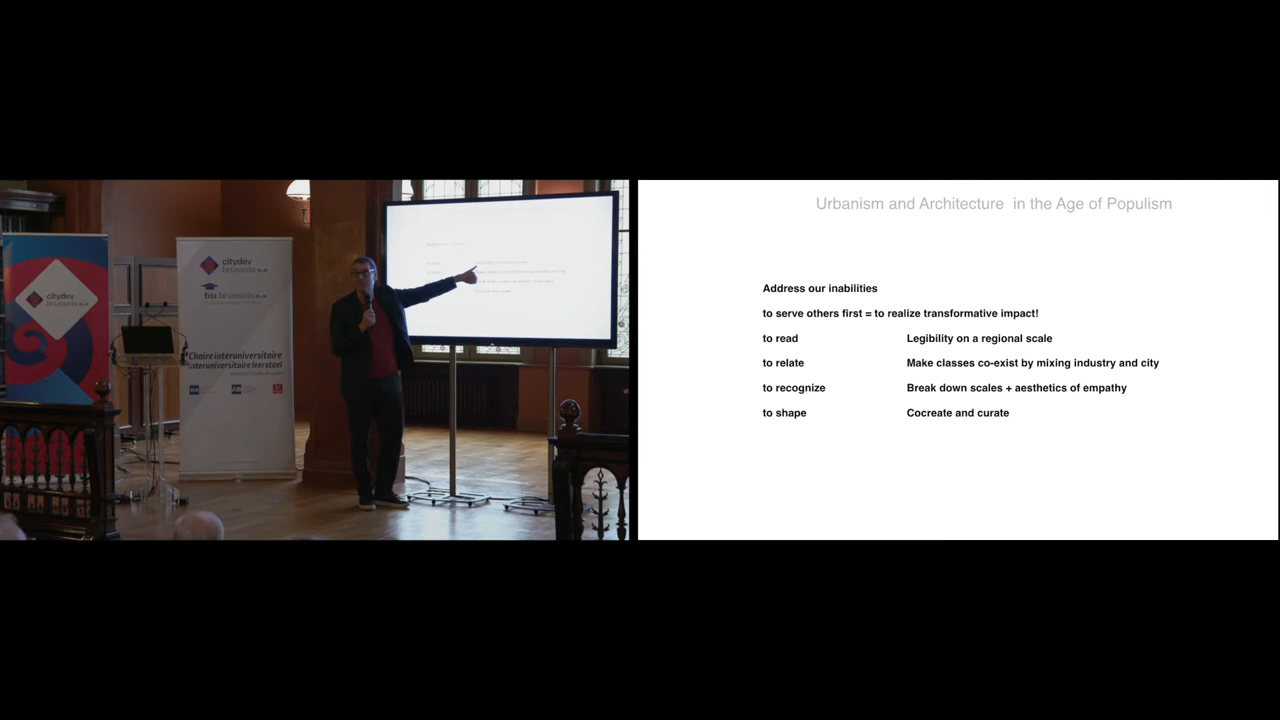 citydev
.brussels
citydev
.brussels
bsi.brussels
Chaire interuniversitaire
interuniversitaire leerstoel
Urbanism and Architecture in the Age of Populism
Address our inabilities
to serve others first = to realize transformative impact!
to read Legibility on a regional scale
to relate Make classes co-exist by mixing industry and city
to recognize Break down scales + aesthetics of empathy
to shape Cocreate and curate